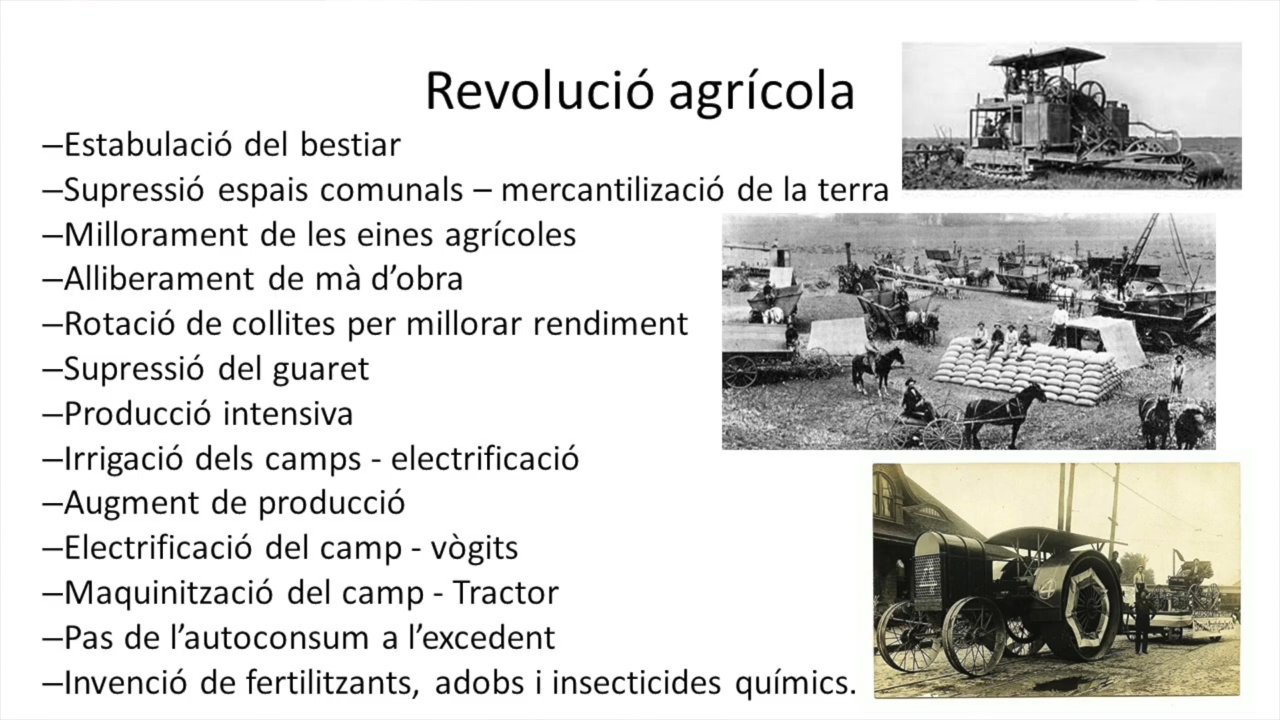 Revolució agrícola
–Estabulació del bestiar
–Supressió espais comunals – mercantilizació de la terra
–Millorament de les eines agrícoles
–Alliberament de mà d’obra
–Rotació de collites per millorar rendiment
–Supressió del guaret
–Producció intensiva
–Irrigació dels camps - electrificació
–Augment de producció
–Electrificació del camp - vògits
–Maquinització del camp - Tractor
–Pas de l’autoconsum a l’excedent
–Invenció de fertilitzants, adobs i insecticides químics.